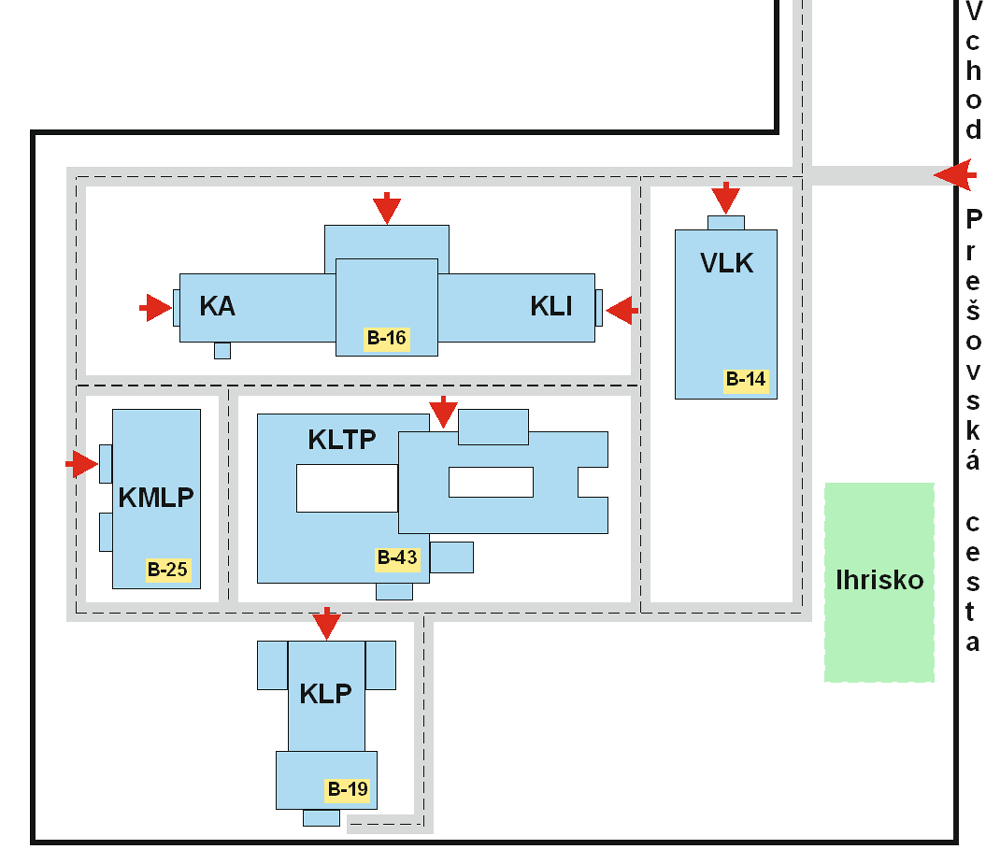 Vchod Prešovská cesta
VLK
KA
KLI
B-16
B-14
KLTP
KMLP
B-43
B-25
Ihrisko
KLP
B-19